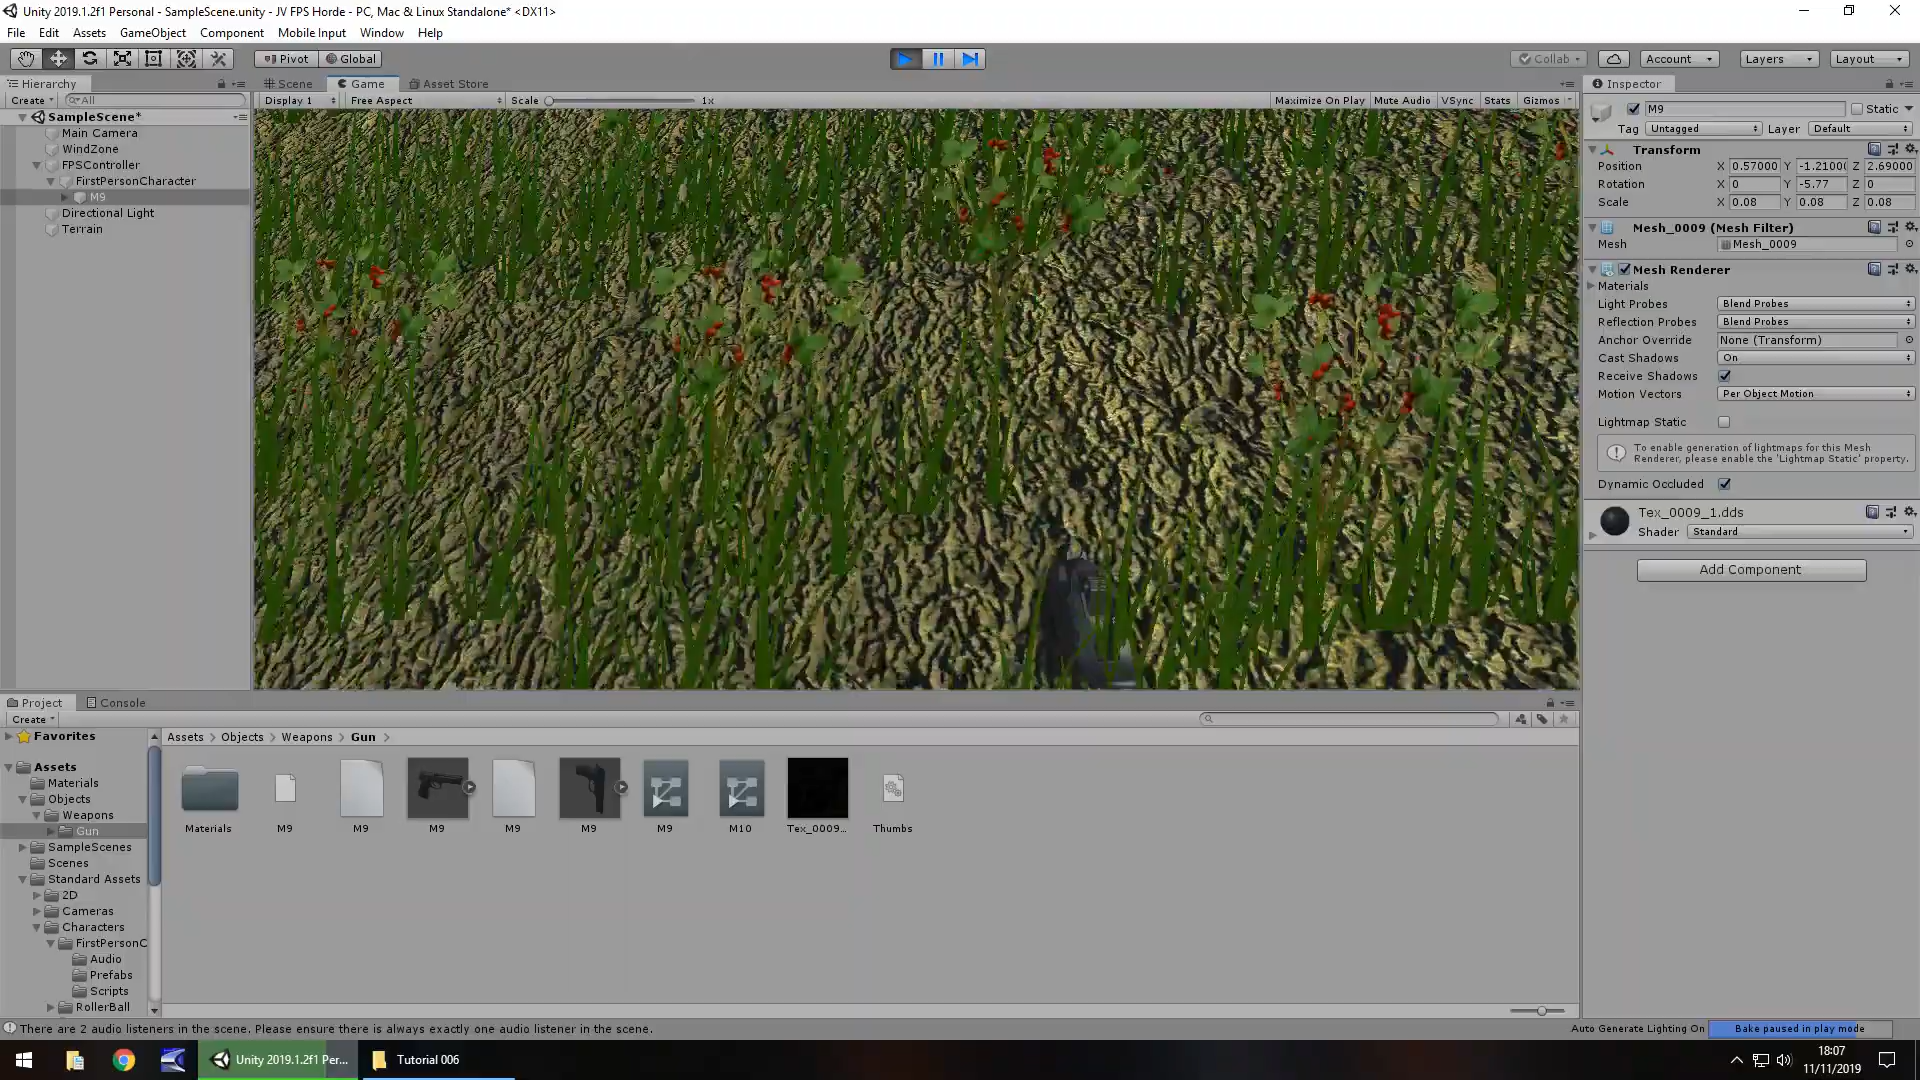 Unity 2019.1.2f1 Personal - SampleScene.unity - JV FPS Horde - PC, Mac & Linux Standalone* <DX11>
File Edit Assets GameObject Component Mobile Input Window Help
Pivot Global Collab Account Layers Layout
Hierarchy
Create All
SampleScene*
Main Camera
WindZone
FPSController
FirstPersonCharacter
M9
Directional Light
Terrain
Scene Game Asset Store
Display 1 Free Aspect Scale 1x Maximize On Play Mute Audio VSync Stats Gizmos
Inspector
M9 Static
Tag Untagged Layer Default
Transform
Position X 0.57000 Y -1.2100( Z 2.69000
Rotation X 0 Y -5.77 Z 0
Scale X 0.08 Y 0.08 Z 0.08
Mesh_0009 (Mesh Filter)
Mesh Mesh_0009
Mesh Renderer
Materials
Light Probes Blend Probes
Reflection Probes Blend Probes
Anchor Override None (Transform)
Cast Shadows On
Receive Shadows
Motion Vectors Per Object Motion
Lightmap Static
To enable generation of lightmaps for this Mesh
Renderer, please enable the 'Lightmap Static' property.
Dynamic Occluded
Tex_0009_1.dds
Shader Standard
Add Component
Project Console
Create
Favorites
Assets
Materials
Objects
Weapons
Gun
SampleScenes
Scenes
Standard Assets
2D
Cameras
Characters
FirstPersonC
Audio
Prefabs
Scripts
RollerBall
Assets > Objects > Weapons > Gun >
Materials M9 M9 M9 M9 M9 M9 M10 Tex_0009... Thumbs
There are 2 audio listeners in the scene. Please ensure there is always exactly one audio listener in the scene.
Auto Generate Lighting On Bake paused in play mode
Unity 2019.1.2f1 Per... Tutorial 006
18:07
11/11/2019